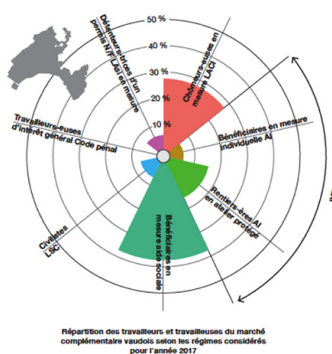 50 %
40 %
30 %
20 %
10 %
Détenteurs/trices d'un
permis N/F LAsi en mesure
Chômeurs-euses en
mesure LACI
Bénéficiaires en mesure
individuelle AI
Rentiers-ères AI
en atelier protégé
Bénéficiaires en
mesure aide sociale
Civilistes
LSC
Travailleurs-euses
d'intérêt général Code pénal
Répartition des travailleurs et travailleuses du marché
complémentaire vaudois selon les régimes considérés
pour l'année 2017